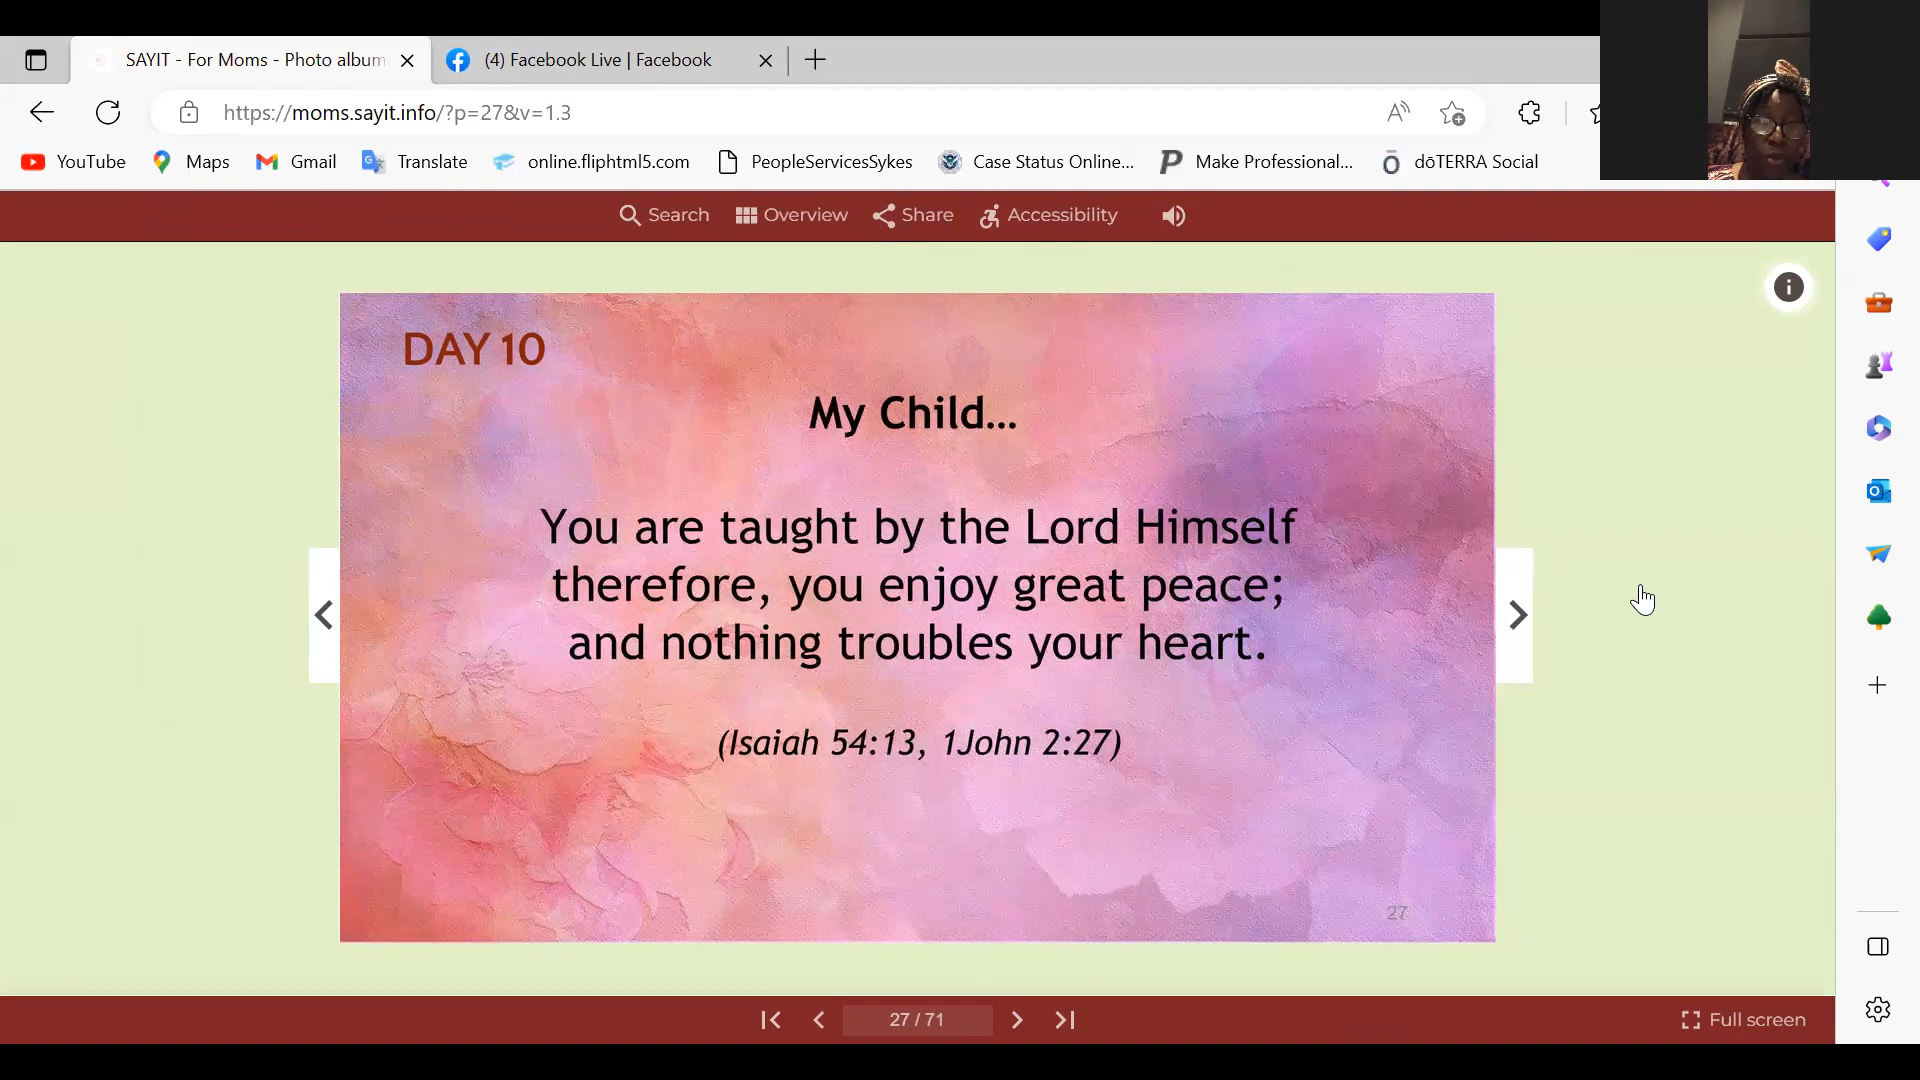 SAYIT - For Moms - Photo album
(4) Facebook Live | Facebook
https://moms.sayit.info/?p=27&v=1.3
YouTube Maps Gmail Translate online.fliphtml5.com PeopleServicesSykes Case Status Online... Make Professional... dōTERRA Social
Search Overview Share Accessibility
DAY 10
My Child...
You are taught by the Lord Himself
therefore, you enjoy great peace;
and nothing troubles your heart.
(Isaiah 54:13, 1John 2:27)
27
27 / 71
Full screen